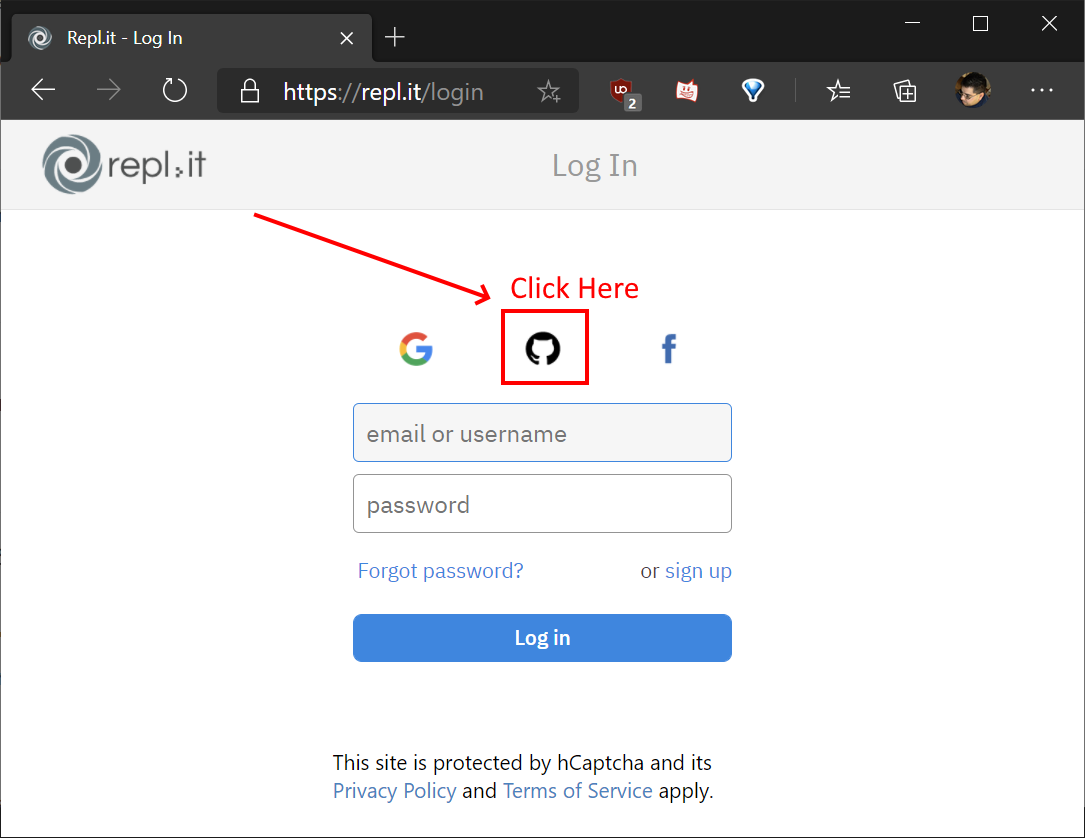 Repl.it - Log In
https://repl.it/login
UO
2
repl.it
Log In
Click Here
email or username
password
Forgot password?
or sign up
Log in
This site is protected by hCaptcha and its
Privacy Policy and Terms of Service apply.